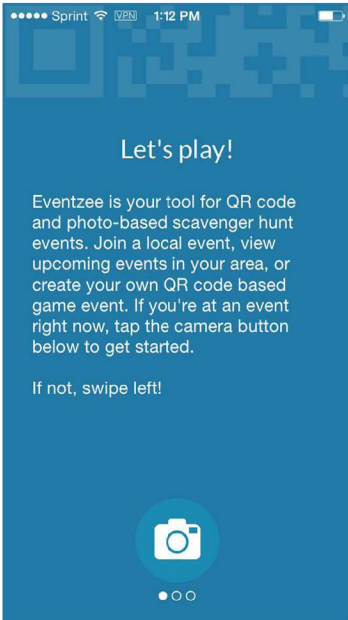 Sprint VPN 1:12 PM
Let's play!
Eventzee is your tool for QR code
and photo-based scavenger hunt
events. Join a local event, view
upcoming events in your area, or
create your own QR code based
game event. If you're at an event
right now, tap the camera button
below to get started.
If not, swipe left!